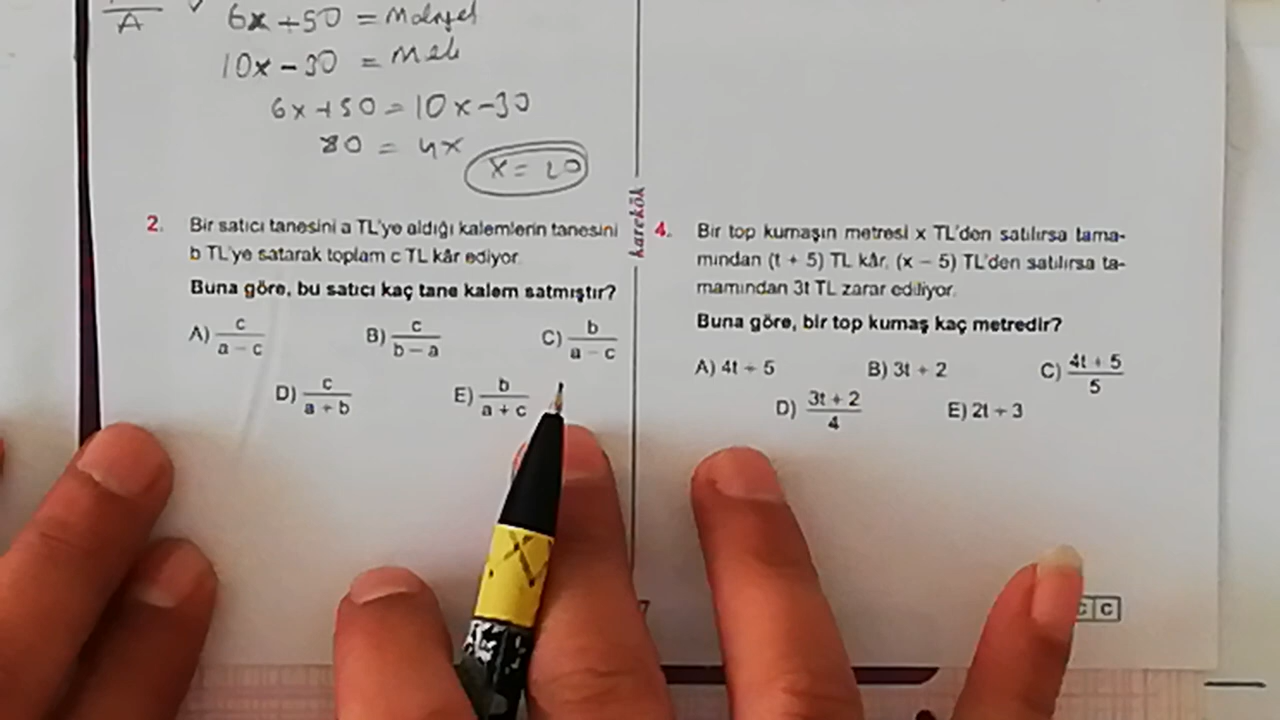 A
6x + 50 = Maliyet
10x - 30 = Mal
6x + 50 = 10x - 30
80 = 4x
x = 20
2. Bir satıcı tanesini a TL'ye aldığı kalemlerin tanesini
b TL'ye satarak toplam c TL kâr ediyor.
Buna göre, bu satıcı kaç tane kalem satmıştır?
A) c / a - c B) c / b - a C) b / a - c
D) c / a + b E) b / a + c
karekök
4. Bir top kumaşın metresi x TL'den satılırsa tama-
mından (t + 5) TL kâr, (x - 5) TL'den satılırsa ta-
mamından 3t TL zarar ediliyor.
Buna göre, bir top kumaş kaç metredir?
A) 4t + 5 B) 3t + 2 C) 4t + 5 / 5
D) 3t + 2 / 4 E) 2t + 3
C